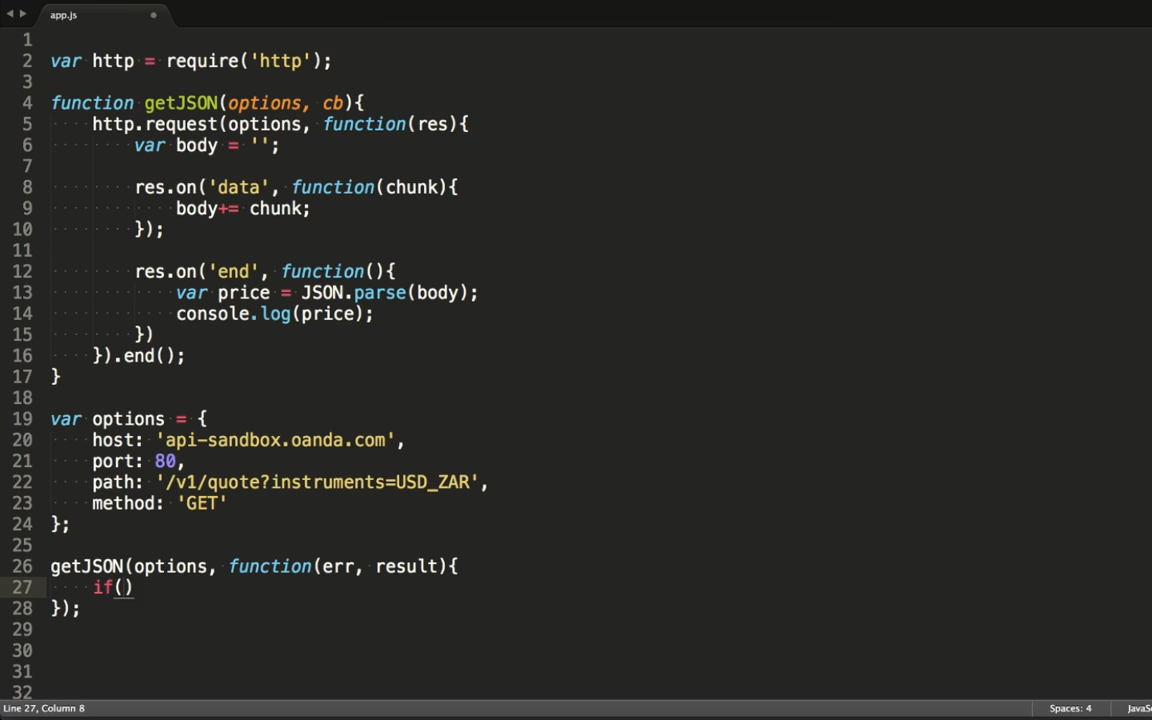 app.js
1
2 var http = require('http');
3
4 function getJSON(options, cb){
5     http.request(options, function(res){
6         var body = '';
7
8         res.on('data', function(chunk){
9             body+= chunk;
10         });
11
12         res.on('end', function(){
13             var price = JSON.parse(body);
14             console.log(price);
15         })
16     }).end();
17 }
18
19 var options = {
20     host: 'api-sandbox.oanda.com',
21     port: 80,
22     path: '/v1/quote?instruments=USD_ZAR',
23     method: 'GET'
24 };
25
26 getJSON(options, function(err, result){
27     if()
28 });
29
30
31
32
Line 27, Column 8 Spaces: 4 JavaSc